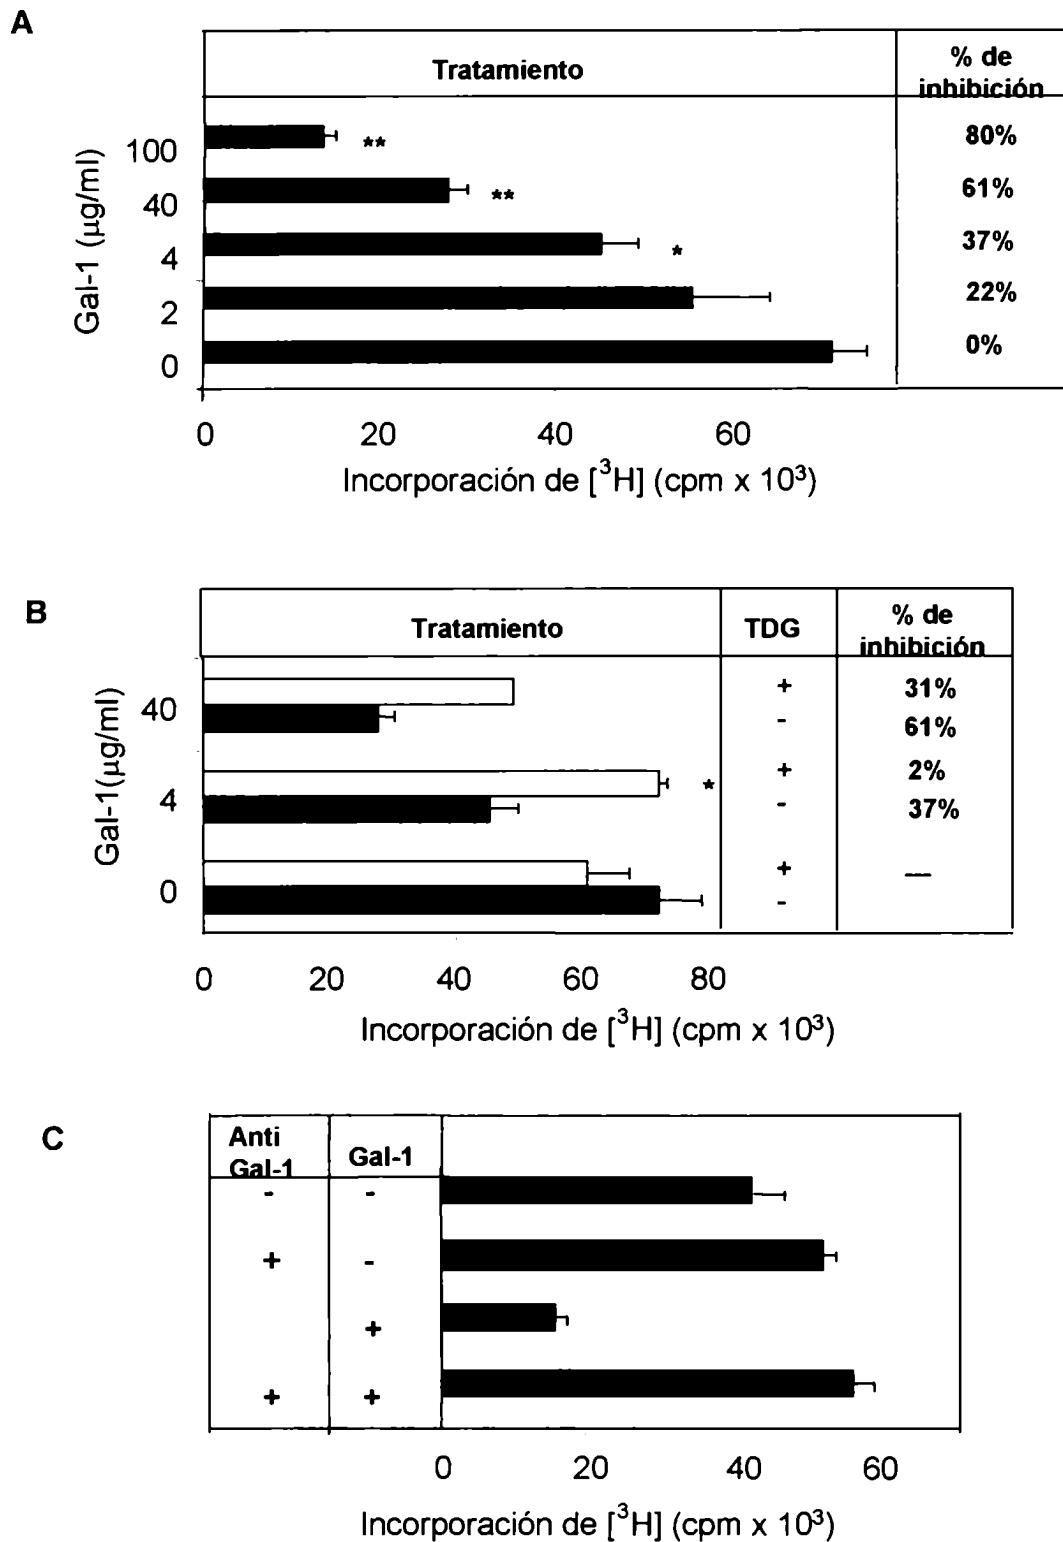 A
Tratamiento
% de
inhibición
Gal-1 (µg/ml)
100
**
80%
40
**
61%
4
*
37%
2
22%
0
0%
0 20 40 60
Incorporación de [³H] (cpm x 10³)
B
Tratamiento
TDG
% de
inhibición
Gal-1(µg/ml)
40
+ 31%
- 61%
4
* + 2%
- 37%
0
+ —
-
0 20 40 60 80
Incorporación de [³H] (cpm x 10³)
C
Anti
Gal-1
Gal-1
- -
+ -
+
+ +
0 20 40 60
Incorporación de [³H] (cpm x 10³)